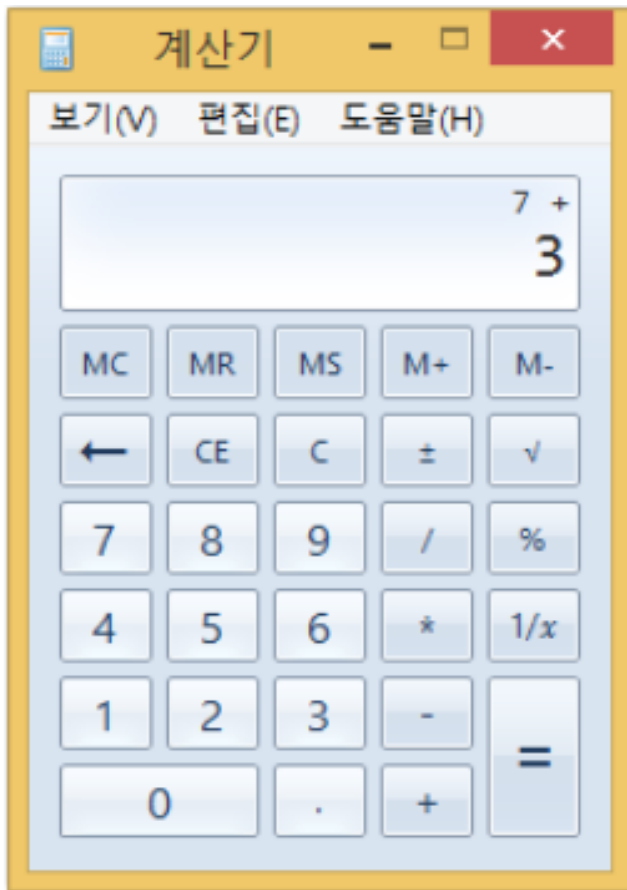 계산기
보기(V) 편집(E) 도움말(H)
7 +
3
MC MR MS M+ M-
← CE C ± √
7 8 9 / %
4 5 6 * 1/x
1 2 3 - =
0 . +